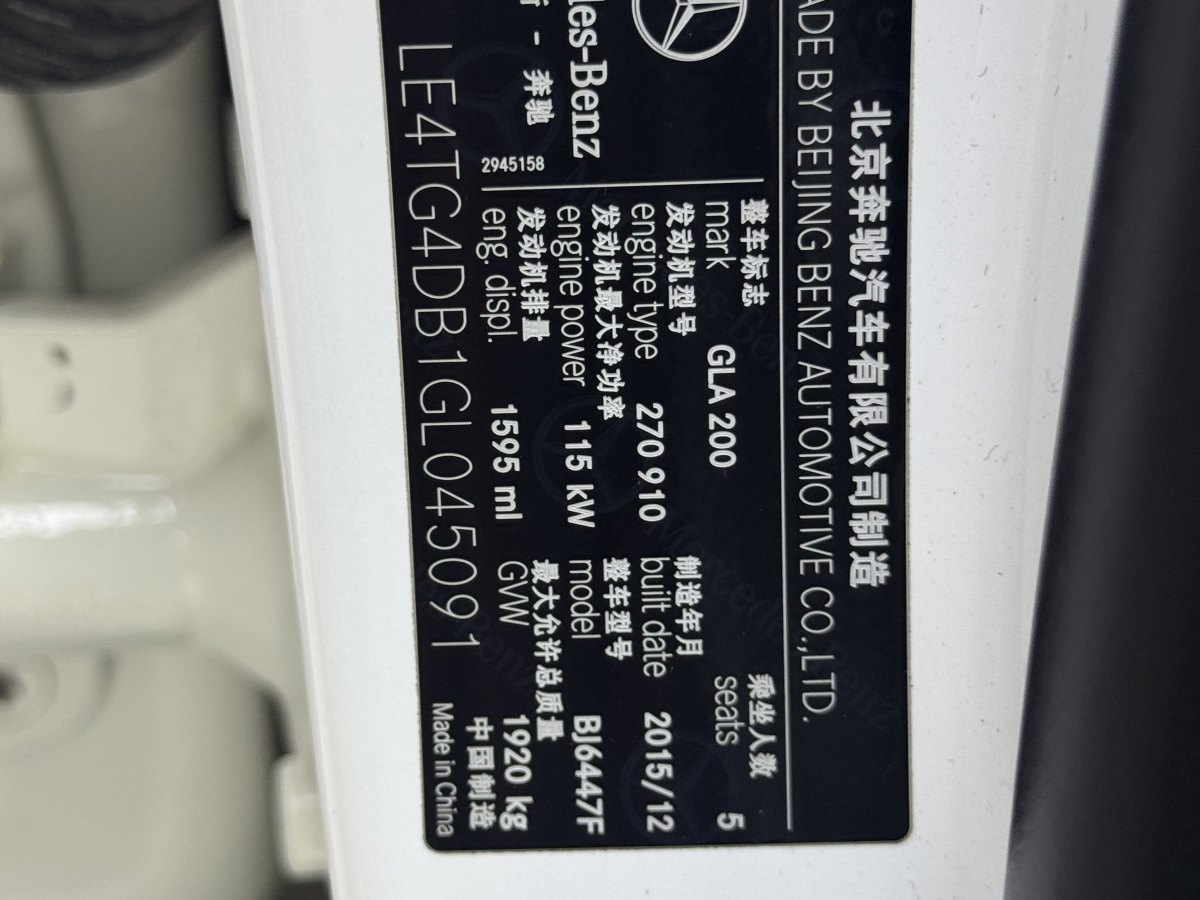 北京奔驰汽车有限公司制造
ADE BY BEIJING BENZ AUTOMOTIVE CO.,LTD.
des-Benz
- 奔驰
2945158
整车标志
mark GLA 200
乘坐人数
seats 5
发动机型号
engine type 270 910
制造年月
built date 2015/12
发动机最大净功率
engine power 115 kW
整车型号
model BJ6447F
发动机排量
eng. displ. 1595 ml
最大允许总质量
GVW 1920 kg
中国制造
Made in China
LE4TG4DB1GL045091